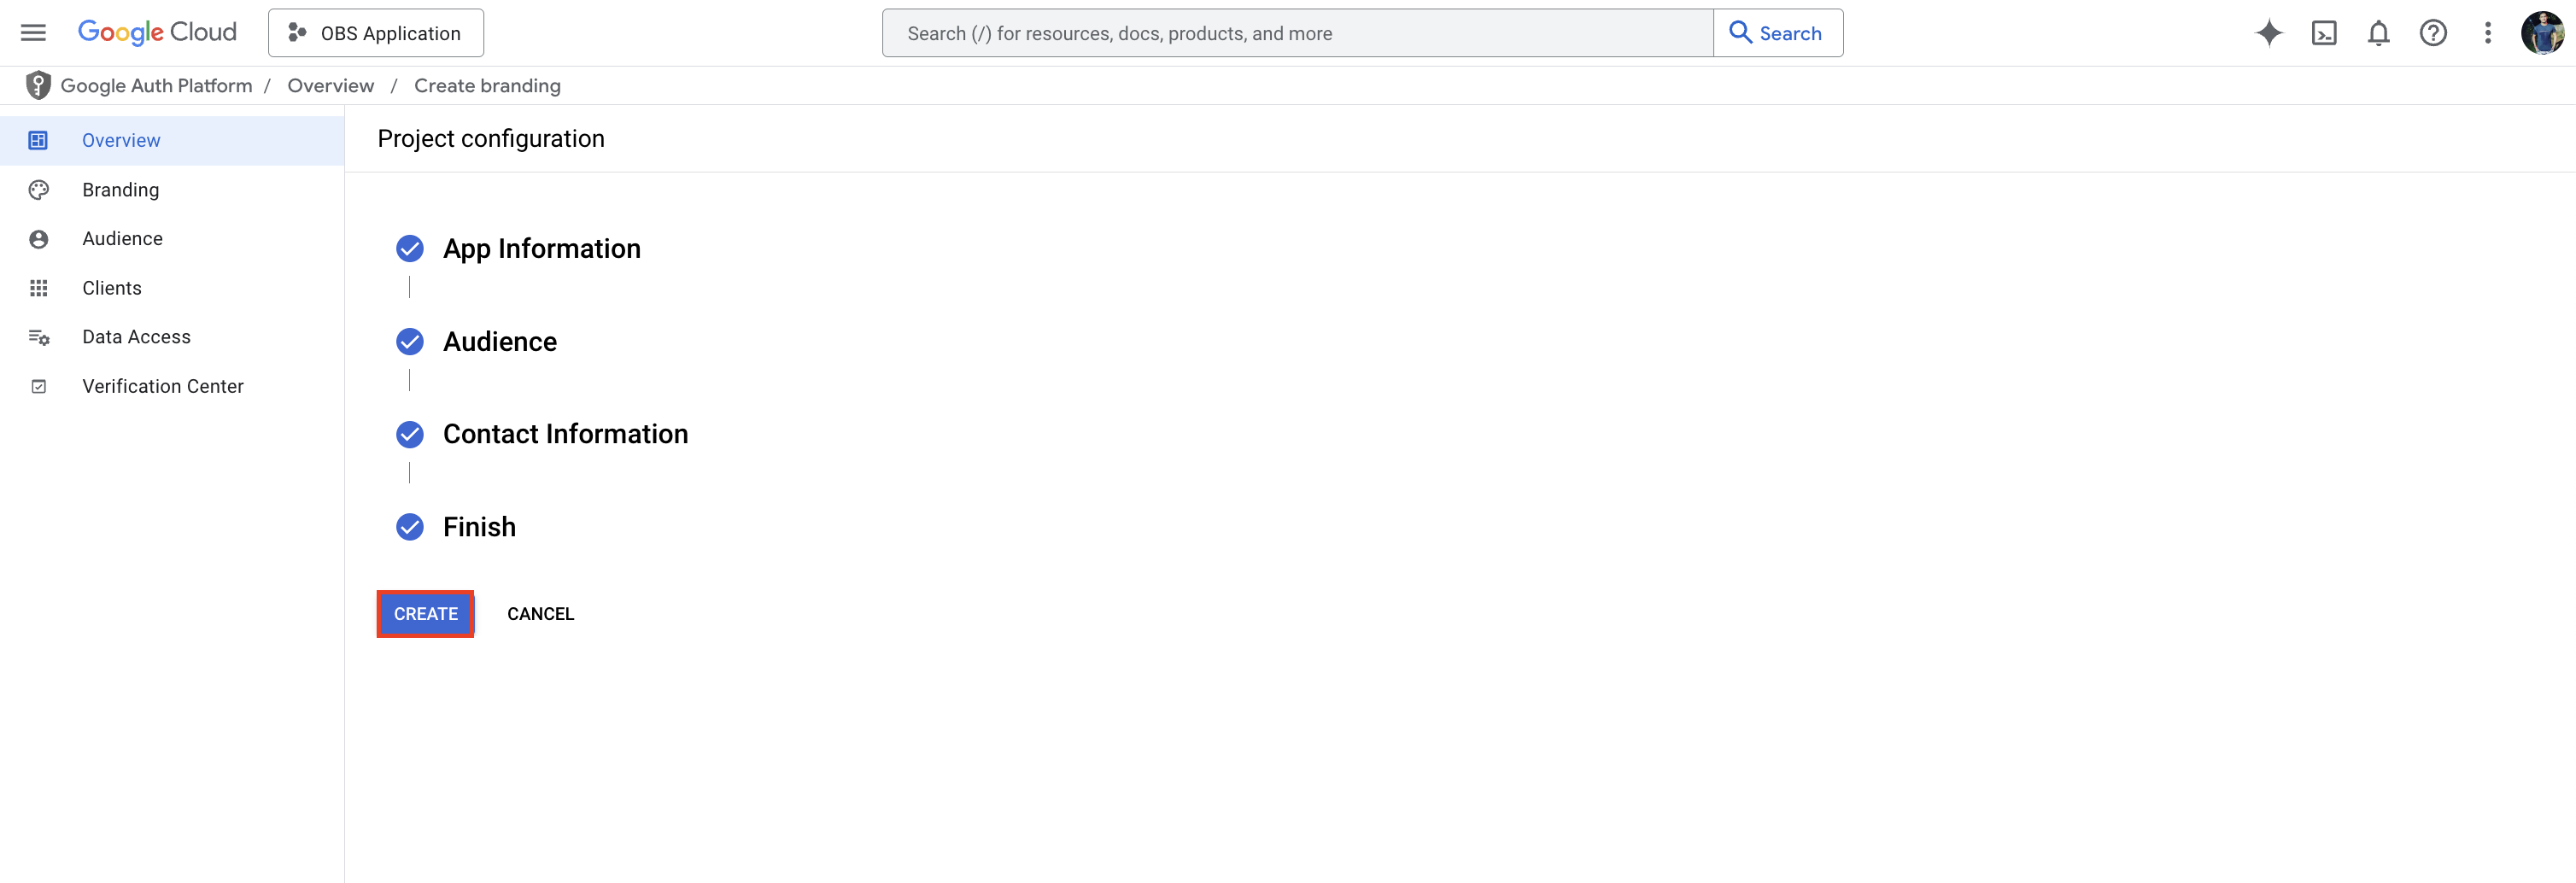 Google Cloud
OBS Application
Search (/) for resources, docs, products, and more
Search
Google Auth Platform / Overview / Create branding
Overview
Branding
Audience
Clients
Data Access
Verification Center
Project configuration
App Information
Audience
Contact Information
Finish
CREATE
CANCEL